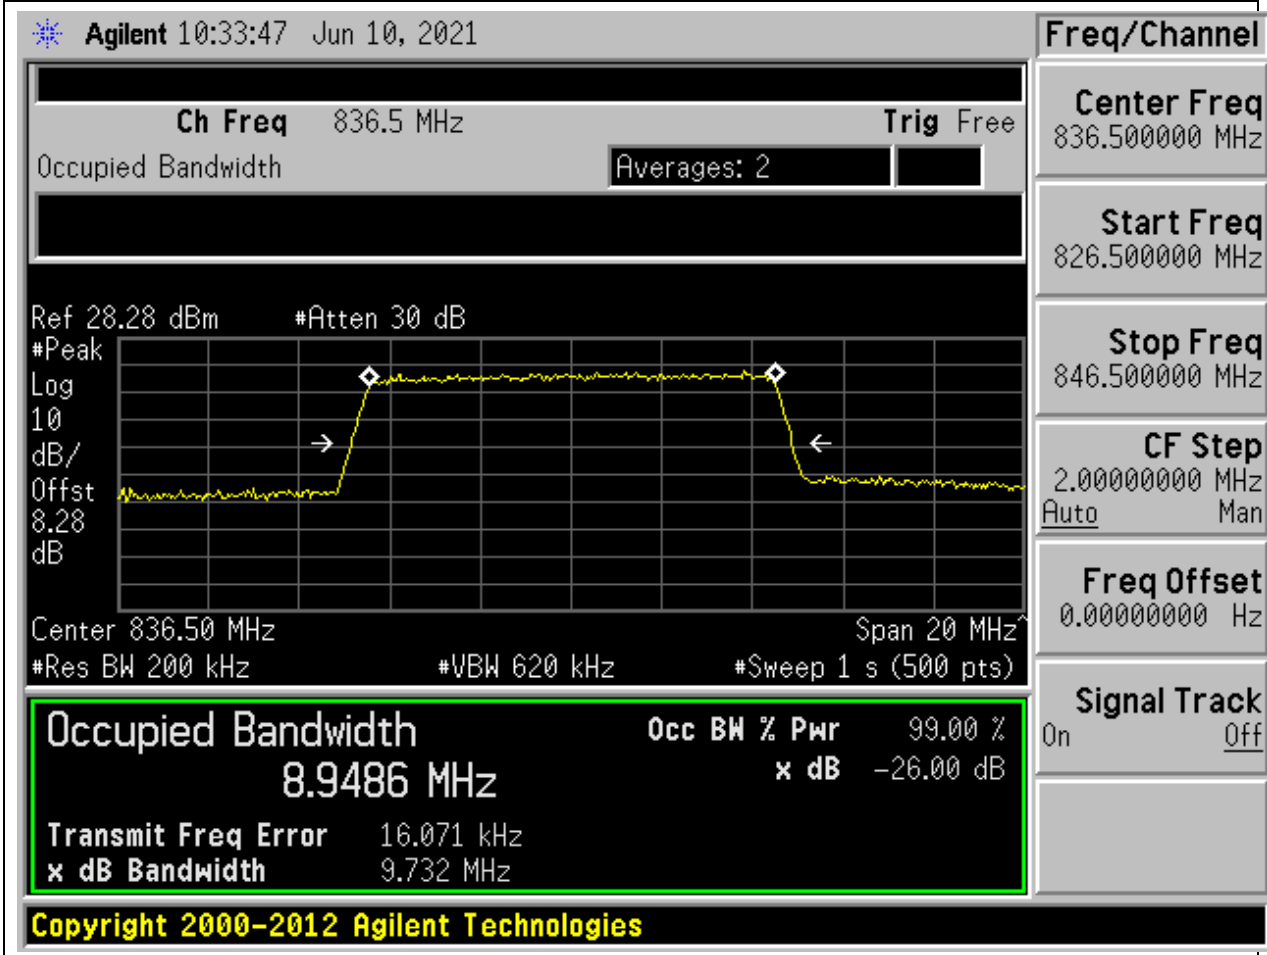 Agilent 10:33:47 Jun 10, 2021
Freq/Channel
Ch Freq 836.5 MHz Trig Free
Occupied Bandwidth Averages: 2
Center Freq
836.500000 MHz
Start Freq
826.500000 MHz
Stop Freq
846.500000 MHz
CF Step
2.00000000 MHz
Auto Man
Freq Offset
0.00000000 Hz
Signal Track
On Off
Ref 28.28 dBm #Atten 30 dB
#Peak
Log
10
dB/
Offst
8.28
dB
Center 836.50 MHz Span 20 MHz^
#Res BW 200 kHz #VBW 620 kHz #Sweep 1 s (500 pts)
Occupied Bandwidth Occ BW % Pwr 99.00 %
8.9486 MHz x dB -26.00 dB
Transmit Freq Error 16.071 kHz
x dB Bandwidth 9.732 MHz
Copyright 2000-2012 Agilent Technologies